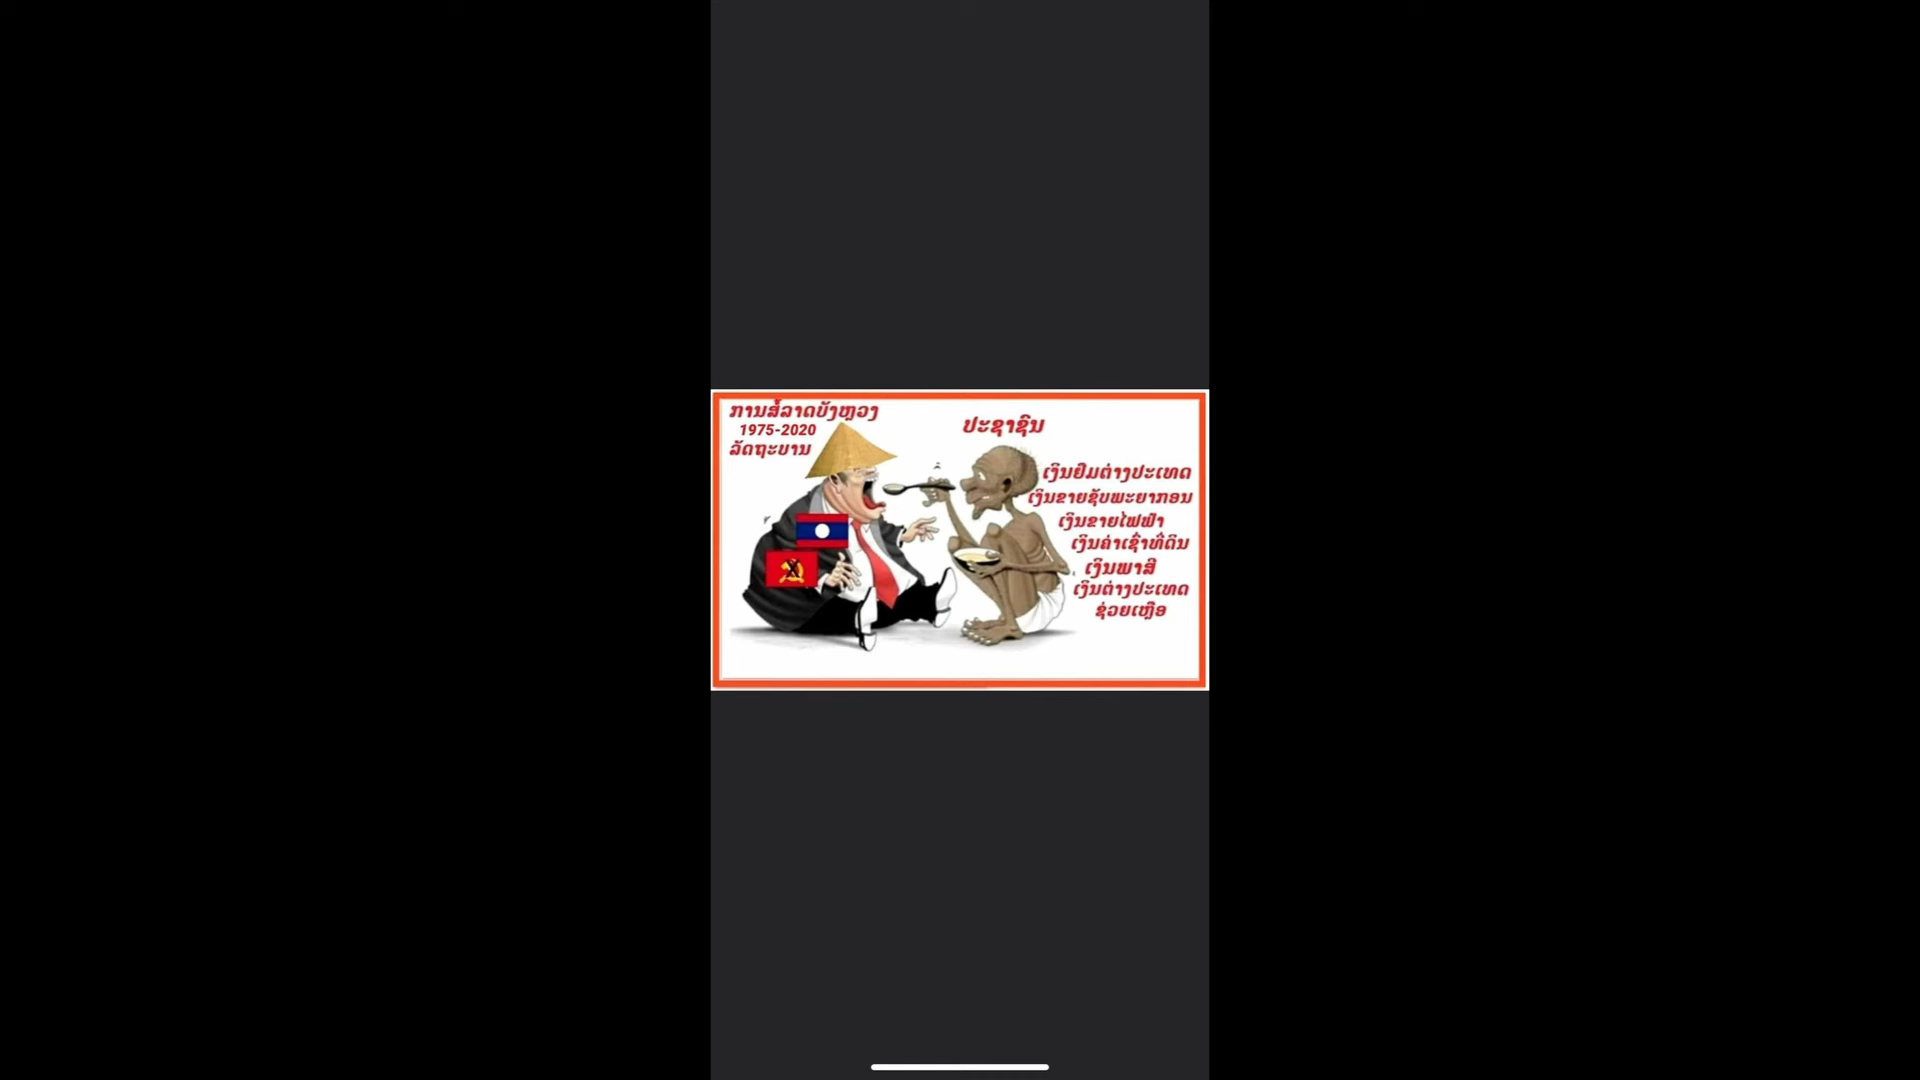 ການສໍ້ລາດບັງຫຼວງ
1975-2020
ລັດຖະບານ
ປະຊາຊົນ
ເງິນຢືມຕ່າງປະເທດ
ເງິນຂາຍຊັບພະຍາກອນ
ເງິນຂາຍໄຟຟ້າ
ເງິນຄ່າເຊົ່າທີ່ດິນ
ເງິນພາສີ
ເງິນຕ່າງປະເທດ
ຊ່ວຍເຫຼືອ